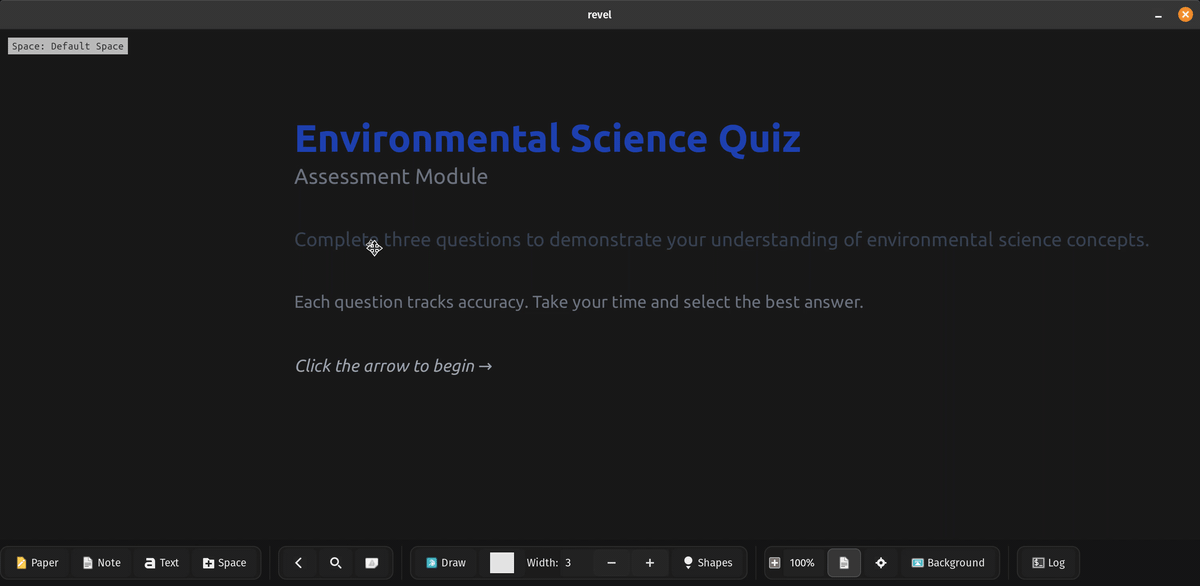 revel
Space: Default Space
Environmental Science Quiz
Assessment Module
Complete three questions to demonstrate your understanding of environmental science concepts.
Each question tracks accuracy. Take your time and select the best answer.
Click the arrow to begin →
Paper Note Text Space Draw Width: 3 Shapes 100% Background Log